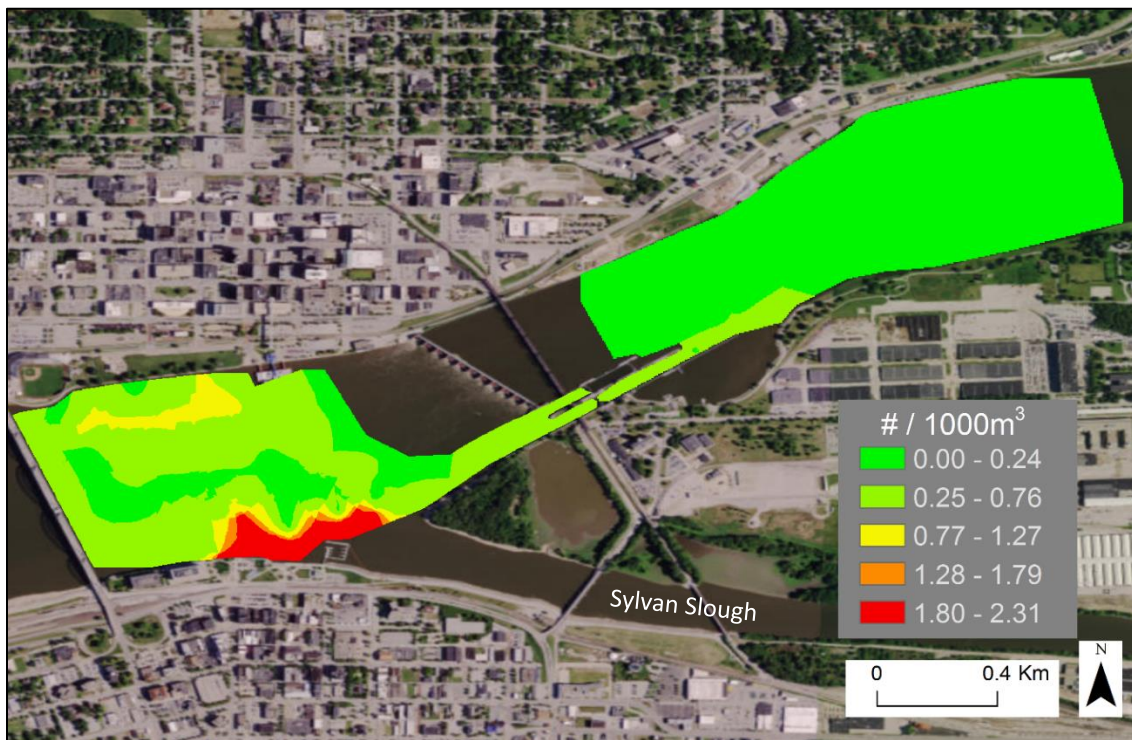 # / 1000m³
0.00 - 0.24
0.25 - 0.76
0.77 - 1.27
1.28 - 1.79
1.80 - 2.31
Sylvan Slough
N
0 0.4 Km